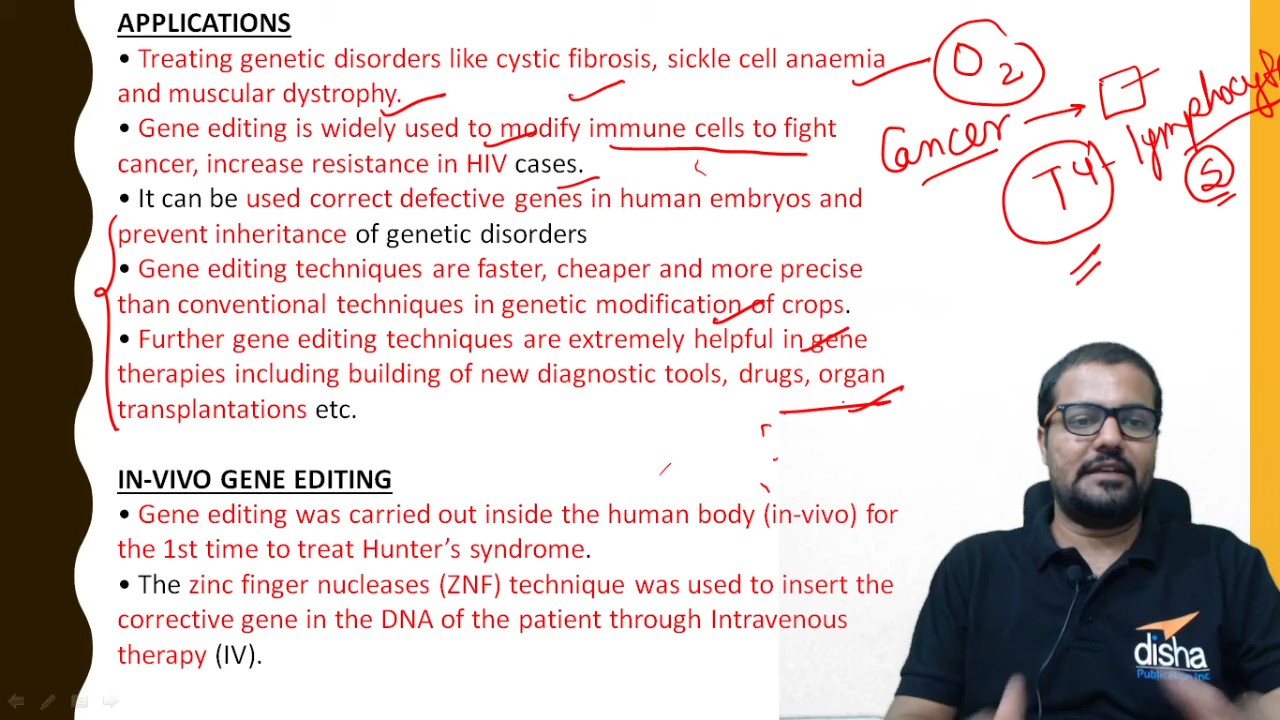 APPLICATIONS
• Treating genetic disorders like cystic fibrosis, sickle cell anaemia
and muscular dystrophy.
• Gene editing is widely used to modify immune cells to fight
cancer, increase resistance in HIV cases.
• It can be used correct defective genes in human embryos and
prevent inheritance of genetic disorders
• Gene editing techniques are faster, cheaper and more precise
than conventional techniques in genetic modification of crops.
• Further gene editing techniques are extremely helpful in gene
therapies including building of new diagnostic tools, drugs, organ
transplantations etc.
IN-VIVO GENE EDITING
• Gene editing was carried out inside the human body (in-vivo) for
the 1st time to treat Hunter's syndrome.
• The zinc finger nucleases (ZNF) technique was used to insert the
corrective gene in the DNA of the patient through Intravenous
therapy (IV).
O2
Cancer
T4 lymphocyte
disha
Publication Inc